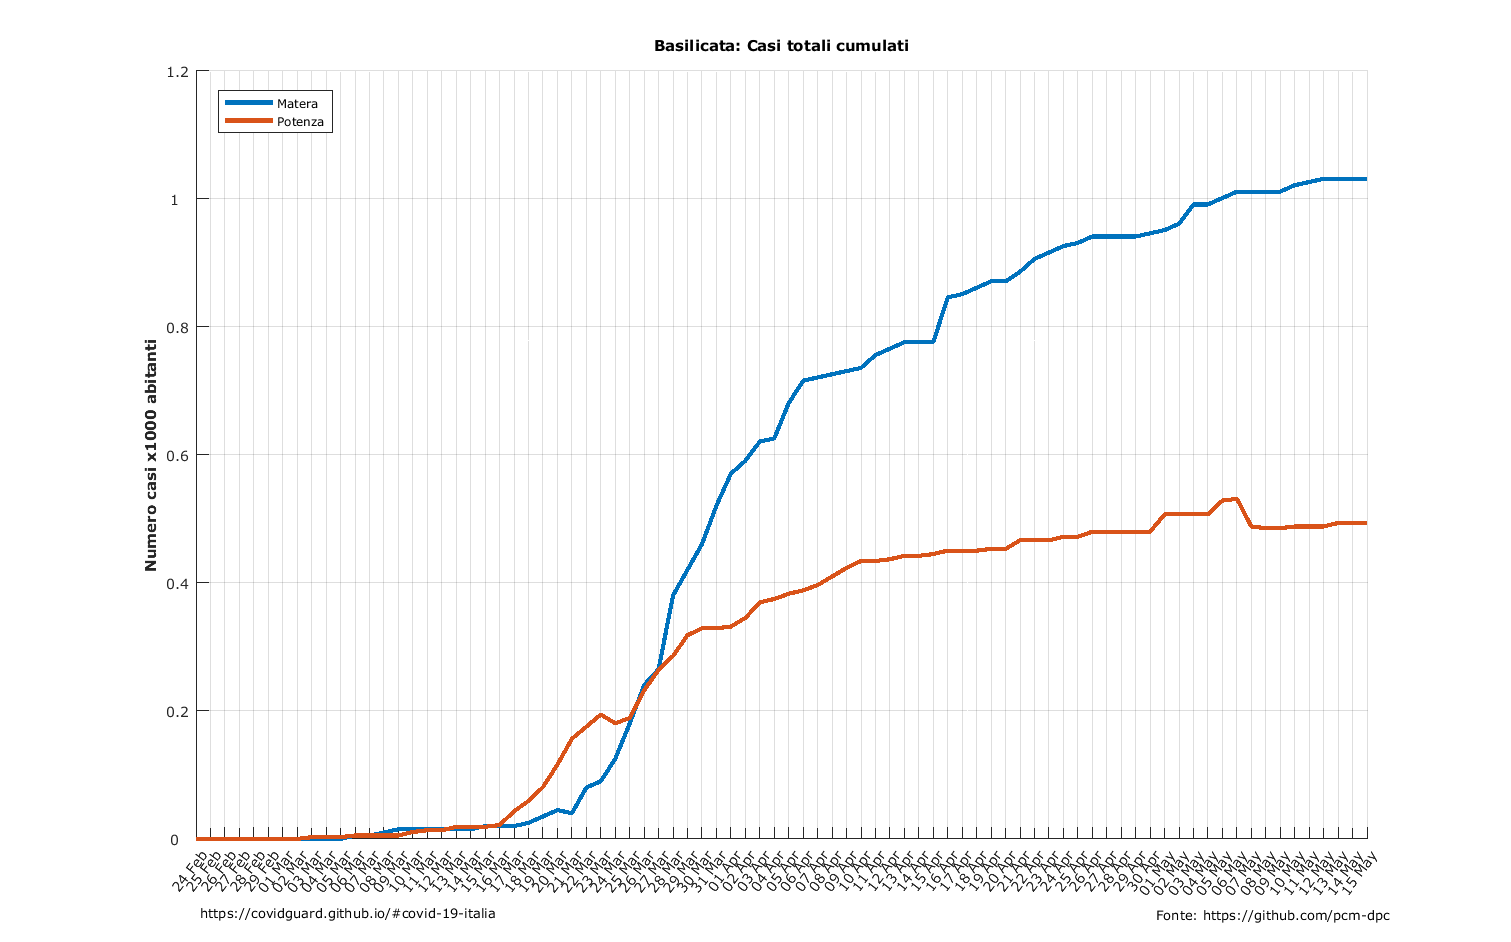 Basilicata: Casi totali cumulati
1.2
1
0.8
0.6
0.4
0.2
0
Numero casi x1000 abitanti
Matera
Potenza
24 Feb
25 Feb
26 Feb
27 Feb
28 Feb
29 Feb
01 Mar
02 Mar
03 Mar
04 Mar
05 Mar
06 Mar
07 Mar
08 Mar
09 Mar
10 Mar
11 Mar
12 Mar
13 Mar
14 Mar
15 Mar
16 Mar
17 Mar
18 Mar
19 Mar
20 Mar
21 Mar
22 Mar
23 Mar
24 Mar
25 Mar
26 Mar
27 Mar
28 Mar
29 Mar
30 Mar
31 Mar
01 Apr
02 Apr
03 Apr
04 Apr
05 Apr
06 Apr
07 Apr
08 Apr
09 Apr
10 Apr
11 Apr
12 Apr
13 Apr
14 Apr
15 Apr
16 Apr
17 Apr
18 Apr
19 Apr
20 Apr
21 Apr
22 Apr
23 Apr
24 Apr
25 Apr
26 Apr
27 Apr
28 Apr
29 Apr
30 Apr
01 May
02 May
03 May
04 May
05 May
06 May
07 May
08 May
09 May
10 May
11 May
12 May
13 May
14 May
15 May
https://covidguard.github.io/#covid-19-italia
Fonte: https://github.com/pcm-dpc